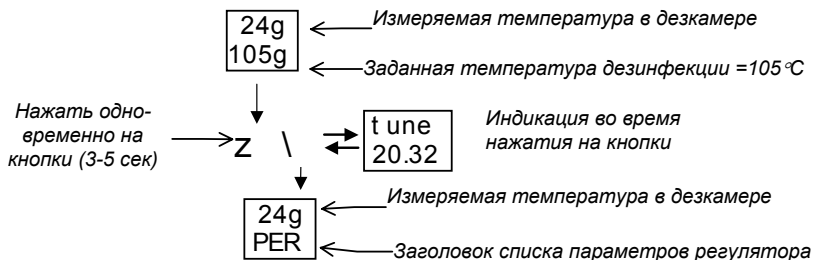 24g
Измеряемая температура в дезкамере
105g
Заданная температура дезинфекции =105°C
Нажать одно-
временно на
кнопки (3-5 сек)
z \
t une
20.32
Индикация во время
нажатия на кнопки
24g
Измеряемая температура в дезкамере
PER
Заголовок списка параметров регулятора